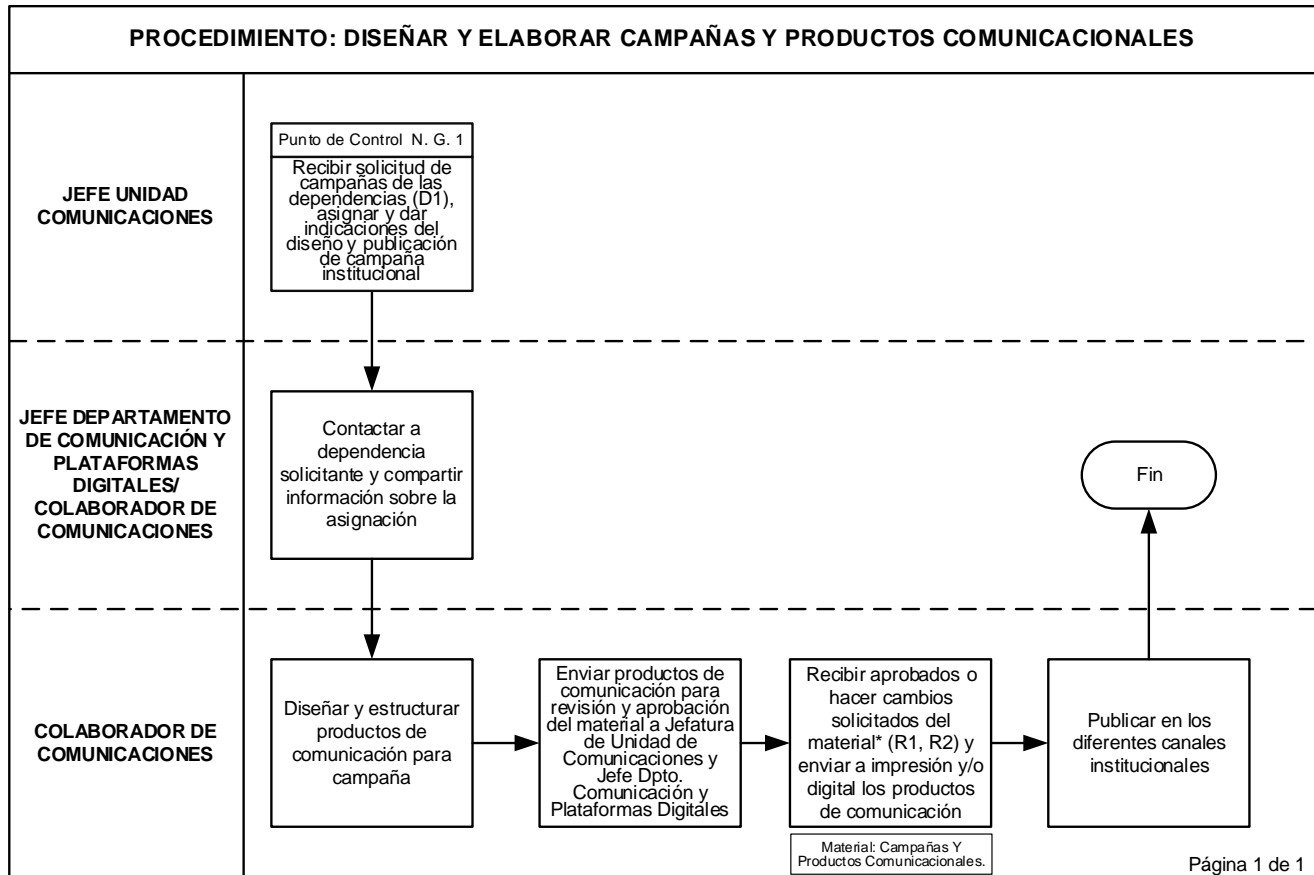 PROCEDIMIENTO: DISEÑAR Y ELABORAR CAMPAÑAS Y PRODUCTOS COMUNICACIONALES
JEFE UNIDAD
COMUNICACIONES
Punto de Control N. G. 1
Recibir solicitud de
campañas de las
dependencias (D1),
asignar y dar
indicaciones del
diseño y publicación
de campaña
institucional
JEFE DEPARTAMENTO
DE COMUNICACIÓN Y
PLATAFORMAS
DIGITALES/
COLABORADOR DE
COMUNICACIONES
Contactar a
dependencia
solicitante y compartir
información sobre la
asignación
Fin
COLABORADOR DE
COMUNICACIONES
Diseñar y estructurar
productos de
comunicación para
campaña
Enviar productos de
comunicación para
revisión y aprobación
del material a Jefatura
de Unidad de
Comunicaciones y
Jefe Dpto.
Comunicación y
Plataformas Digitales
Recibir aprobados o
hacer cambios
solicitados del
material* (R1, R2) y
enviar a impresión y/o
digital los productos
de comunicación
Material: Campañas Y
Productos Comunicacionales.
Publicar en los
diferentes canales
institucionales
Página 1 de 1